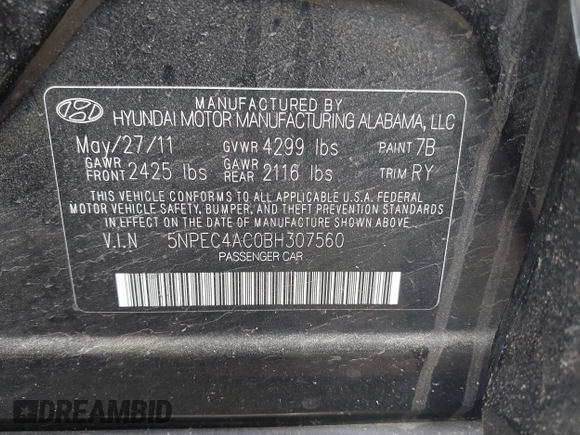 MANUFACTURED BY
HYUNDAI MOTOR MANUFACTURING ALABAMA, LLC
May/27/11 GVWR 4299 lbs PAINT 7B
GAWR FRONT 2425 lbs GAWR REAR 2116 lbs TRIM RY
THIS VEHICLE CONFORMS TO ALL APPLICABLE U.S.A. FEDERAL
MOTOR VEHICLE SAFETY, BUMPER, AND THEFT PREVENTION STANDARDS
IN EFFECT ON THE DATE OF MANUFACTURE SHOWN ABOVE.
V.I.N 5NPEC4AC0BH307560
PASSENGER CAR
DREAMBID